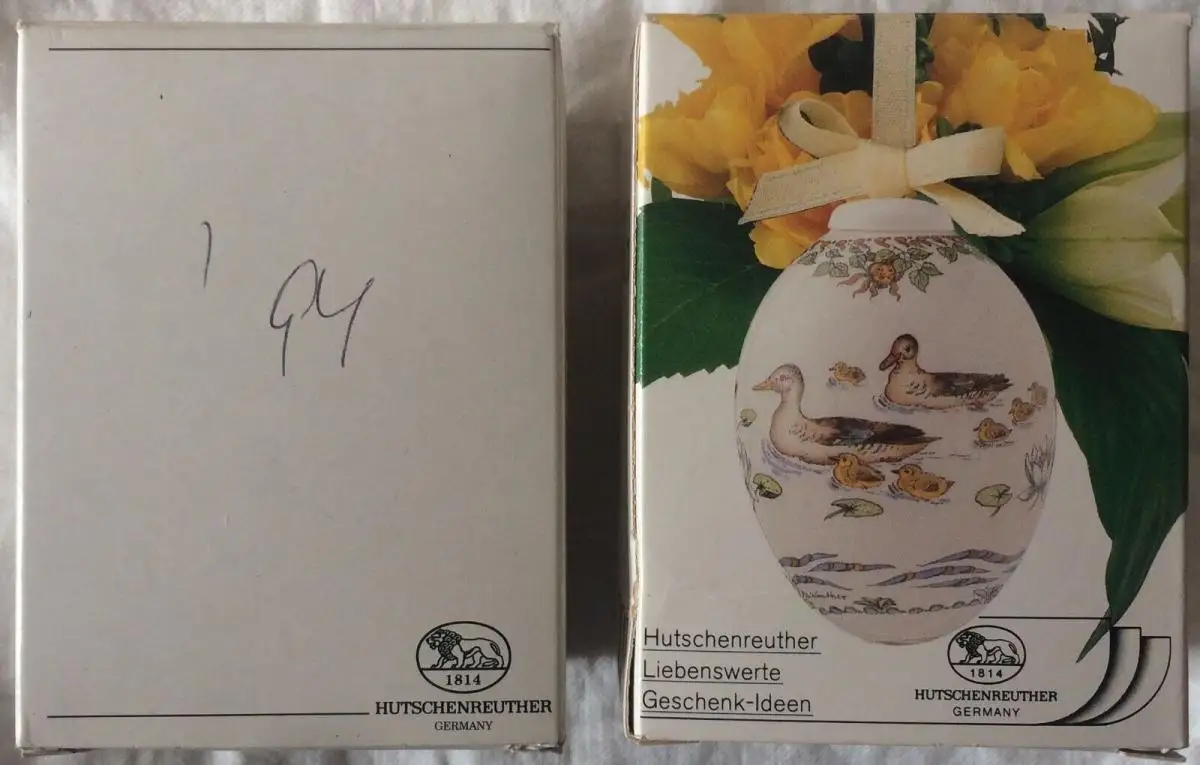 '94
1814
HUTSCHENREUTHER
GERMANY
Hutschenreuther
Liebenswerte
Geschenk-Ideen
1814
HUTSCHENREUTHER
GERMANY